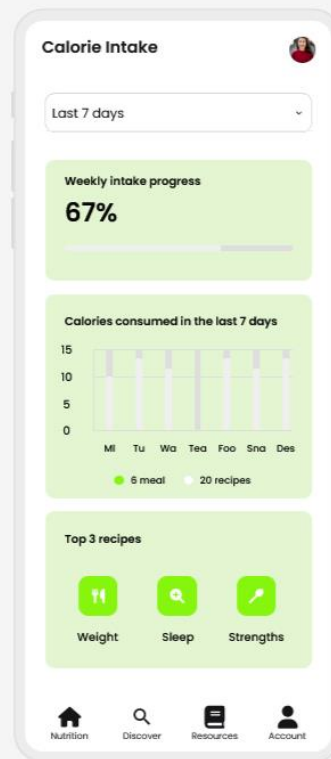 Calorie Intake
Last 7 days
Weekly intake progress
67%
Calories consumed in the last 7 days
15
10
5
0
MI Tu Wa Tea Foo Sna Des
6 meal 20 recipes
Top 3 recipes
Weight Sleep Strengths
Nutrition Discover Resources Account